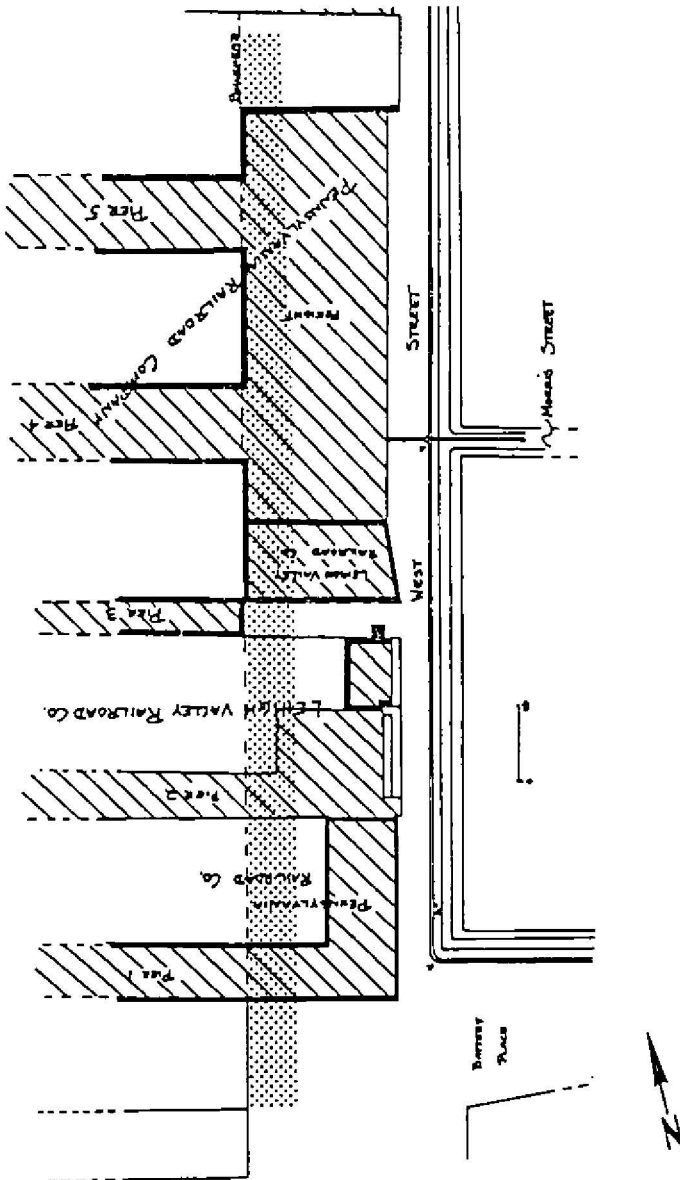 BULKHEAD
PIER 5
PENNSYLVANIA
RAILROAD
COMPANY
FREIGHT
STREET
MORRIS STREET
PIER 4
LEHIGH VALLEY
RAILROAD CO
WEST
PIER 3
LEHIGH VALLEY RAILROAD CO.
PIER 2
PENNSYLVANIA
RAILROAD CO.
PIER 1
BATTERY
PLACE
N